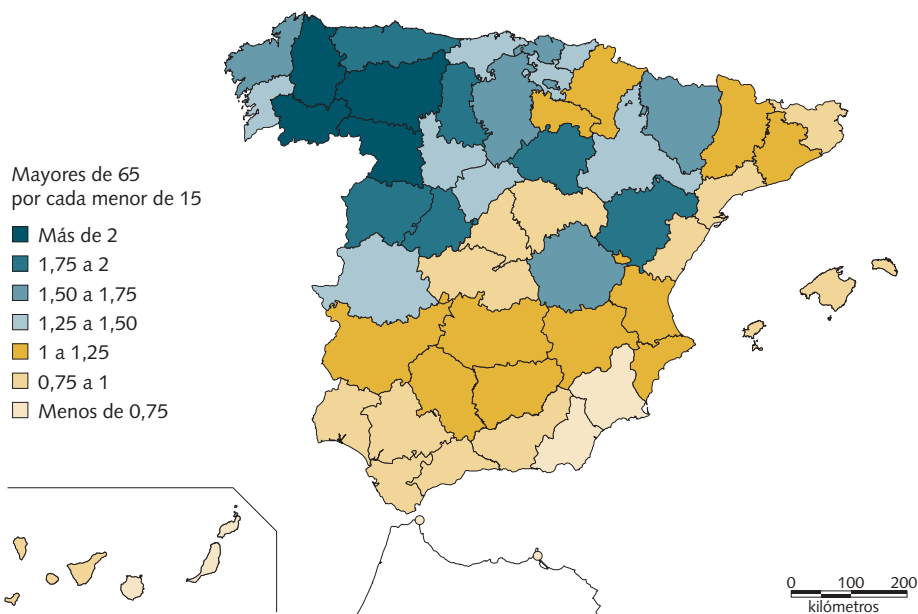 Mayores de 65
por cada menor de 15
Más de 2
1,75 a 2
1,50 a 1,75
1,25 a 1,50
1 a 1,25
0,75 a 1
Menos de 0,75
0 100 200
kilómetros